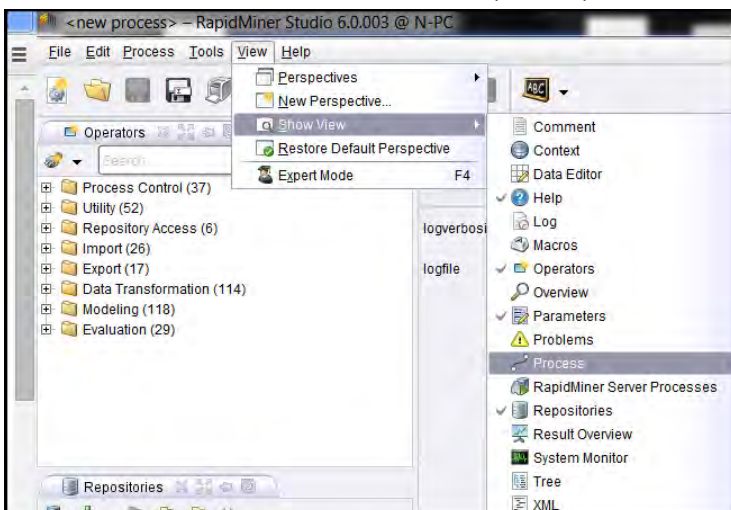 <new process> – RapidMiner Studio 6.0.003 @ N-PC
File Edit Process Tools View Help
Perspectives
New Perspective...
Show View
Restore Default Perspective
Expert Mode F4
ABC
Operators
Search
Process Control (37)
Utility (52)
Repository Access (6)
Import (26)
Export (17)
Data Transformation (114)
Modeling (118)
Evaluation (29)
Repositories
logverbosi
logfile
Comment
Context
Data Editor
Help
Log
Macros
Operators
Overview
Parameters
Problems
Process
RapidMiner Server Processes
Repositories
Result Overview
System Monitor
Tree
XML